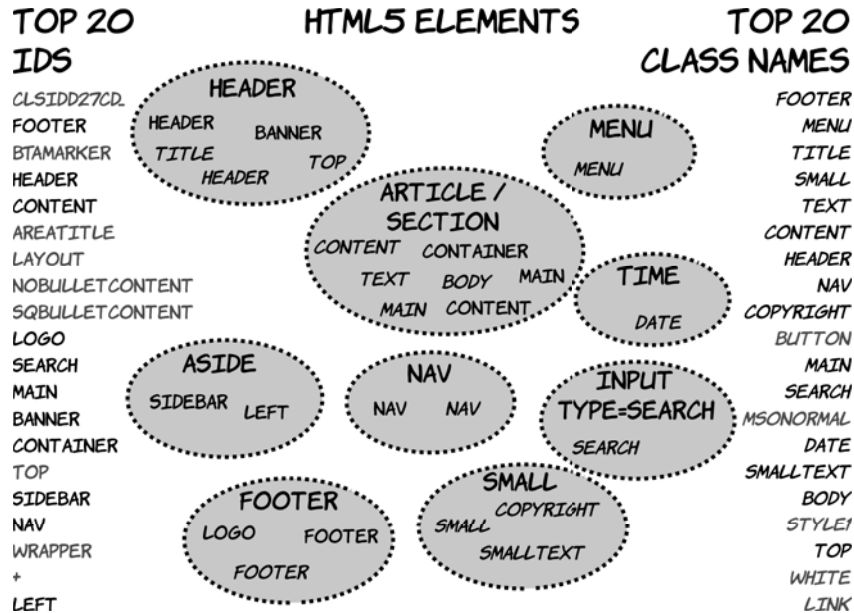 TOP 20
IDS
CLSIDD27CD_
FOOTER
BTAMARKER
HEADER
CONTENT
AREATITLE
LAYOUT
NOBULLETCONTENT
SQBULLETCONTENT
LOGO
SEARCH
MAIN
BANNER
CONTAINER
TOP
SIDEBAR
NAV
WRAPPER
+
LEFT
HTML5 ELEMENTS
HEADER
HEADER
BANNER
TITLE
TOP
HEADER
MENU
MENU
ARTICLE /
SECTION
CONTENT CONTAINER
TEXT BODY MAIN
MAIN CONTENT
TIME
DATE
ASIDE
SIDEBAR LEFT
NAV
NAV NAV
INPUT
TYPE=SEARCH
SEARCH
FOOTER
LOGO FOOTER
FOOTER
SMALL
COPYRIGHT
SMALL
SMALLTEXT
TOP 20
CLASS NAMES
FOOTER
MENU
TITLE
SMALL
TEXT
CONTENT
HEADER
NAV
COPYRIGHT
BUTTON
MAIN
SEARCH
MSONORMAL
DATE
SMALLTEXT
BODY
STYLE1
TOP
WHITE
LINK